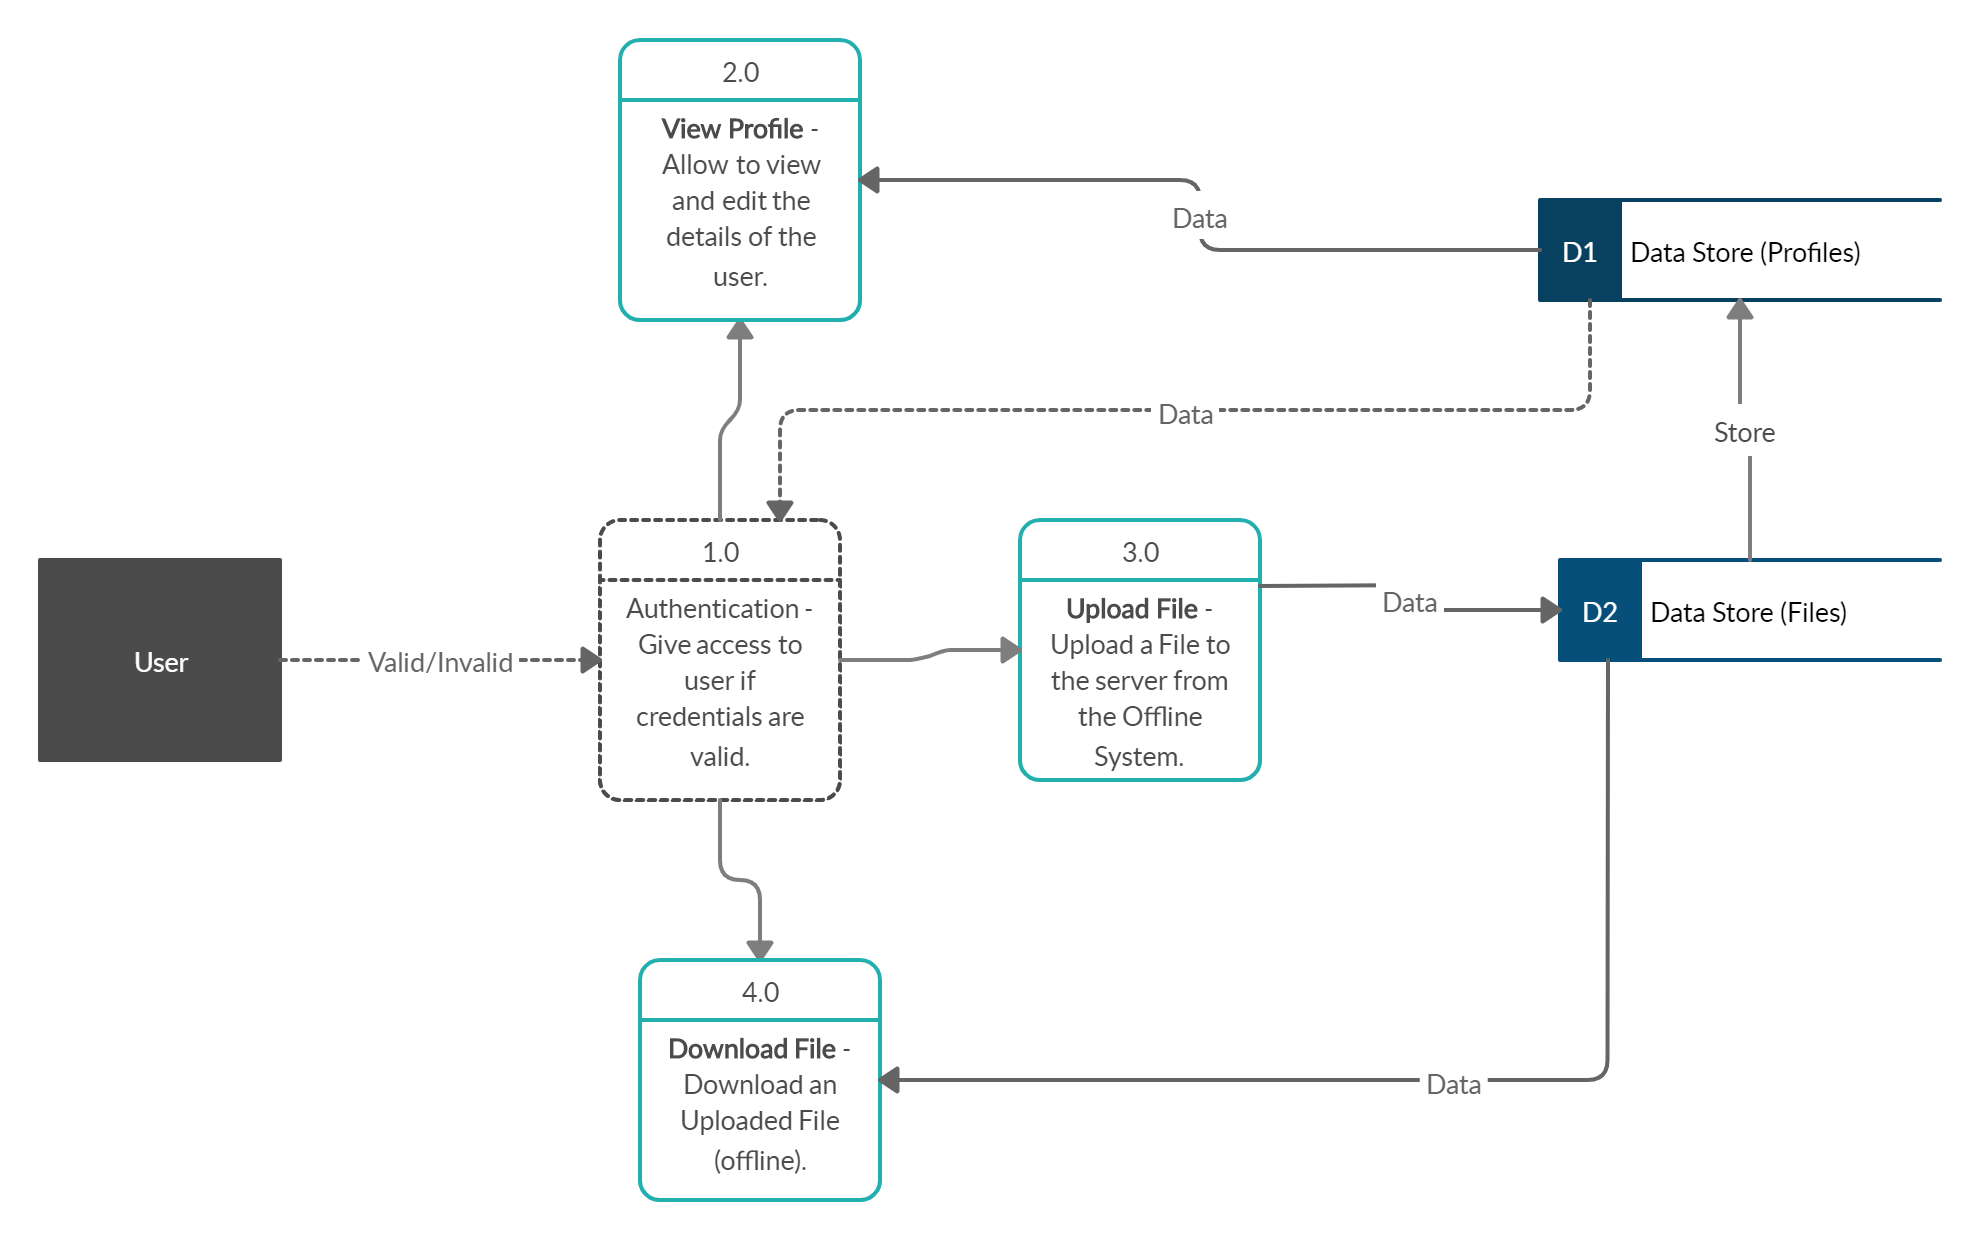 2.0
View Profile -
Allow to view
and edit the
details of the
user.
Data
D1
Data Store (Profiles)
Data
Store
User
Valid/Invalid
1.0
Authentication -
Give access to
user if
credentials are
valid.
3.0
Upload File -
Upload a File to
the server from
the Offline
System.
Data
D2
Data Store (Files)
4.0
Download File -
Download an
Uploaded File
(offline).
Data